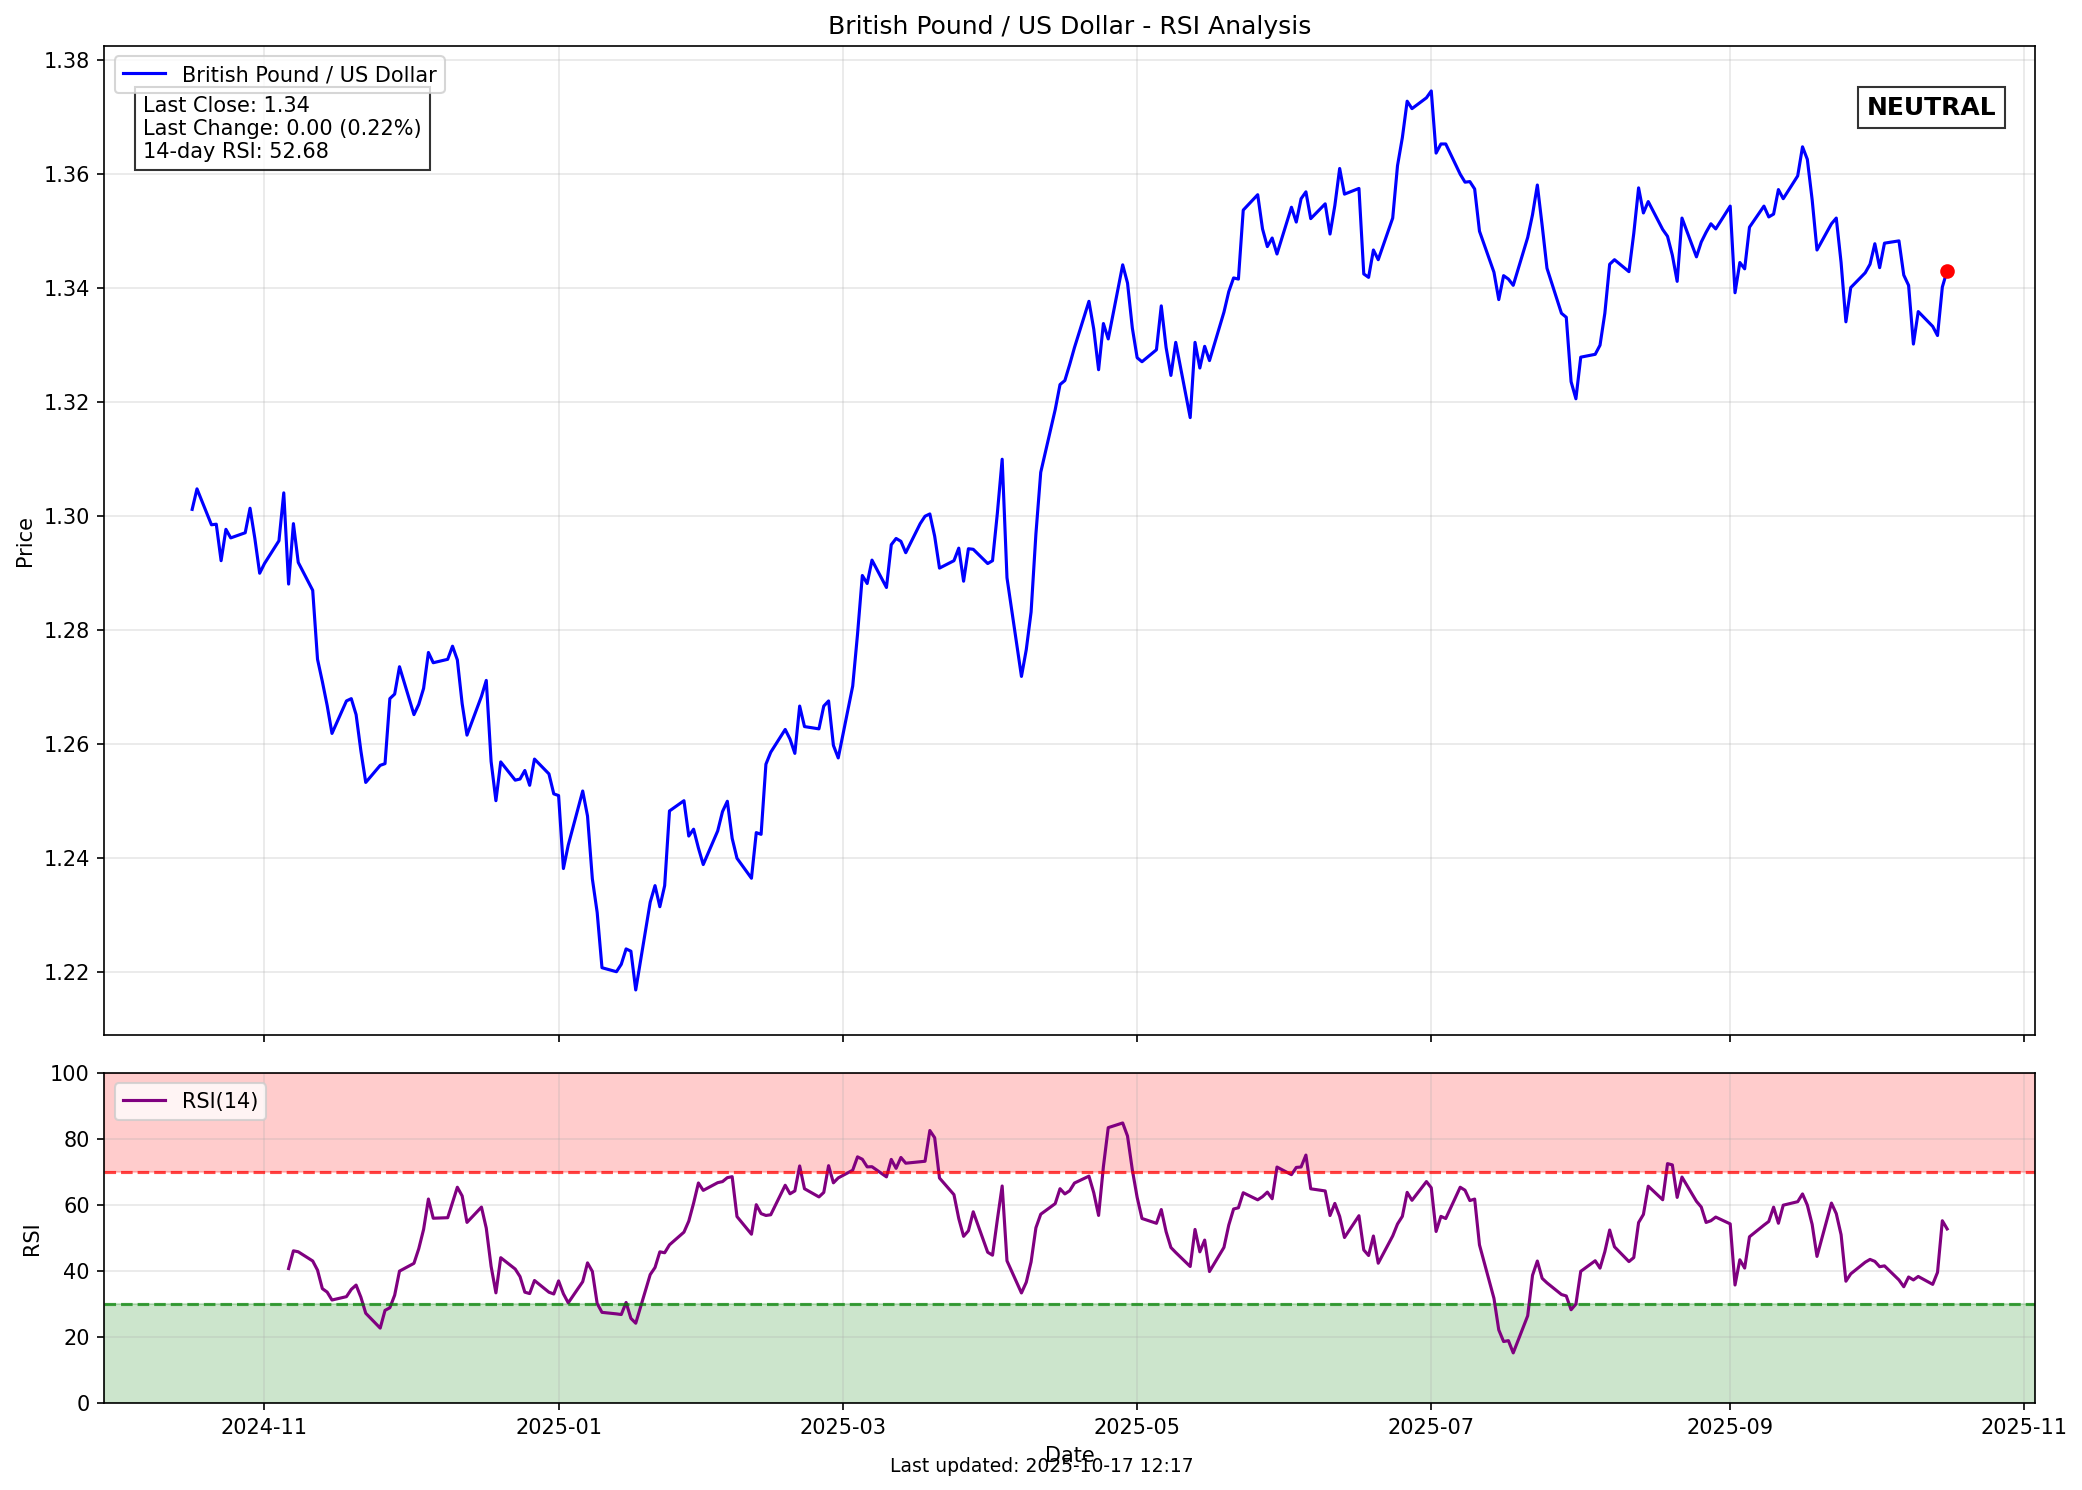 British Pound / US Dollar - RSI Analysis
British Pound / US Dollar
Last Close: 1.34
Last Change: 0.00 (0.22%)
14-day RSI: 52.68
NEUTRAL
Price
1.38
1.36
1.34
1.32
1.30
1.28
1.26
1.24
1.22
RSI(14)
RSI
100
80
60
40
20
0
2024-11
2025-01
2025-03
2025-05
2025-07
2025-09
2025-11
Date
Last updated: 2025-10-17 12:17